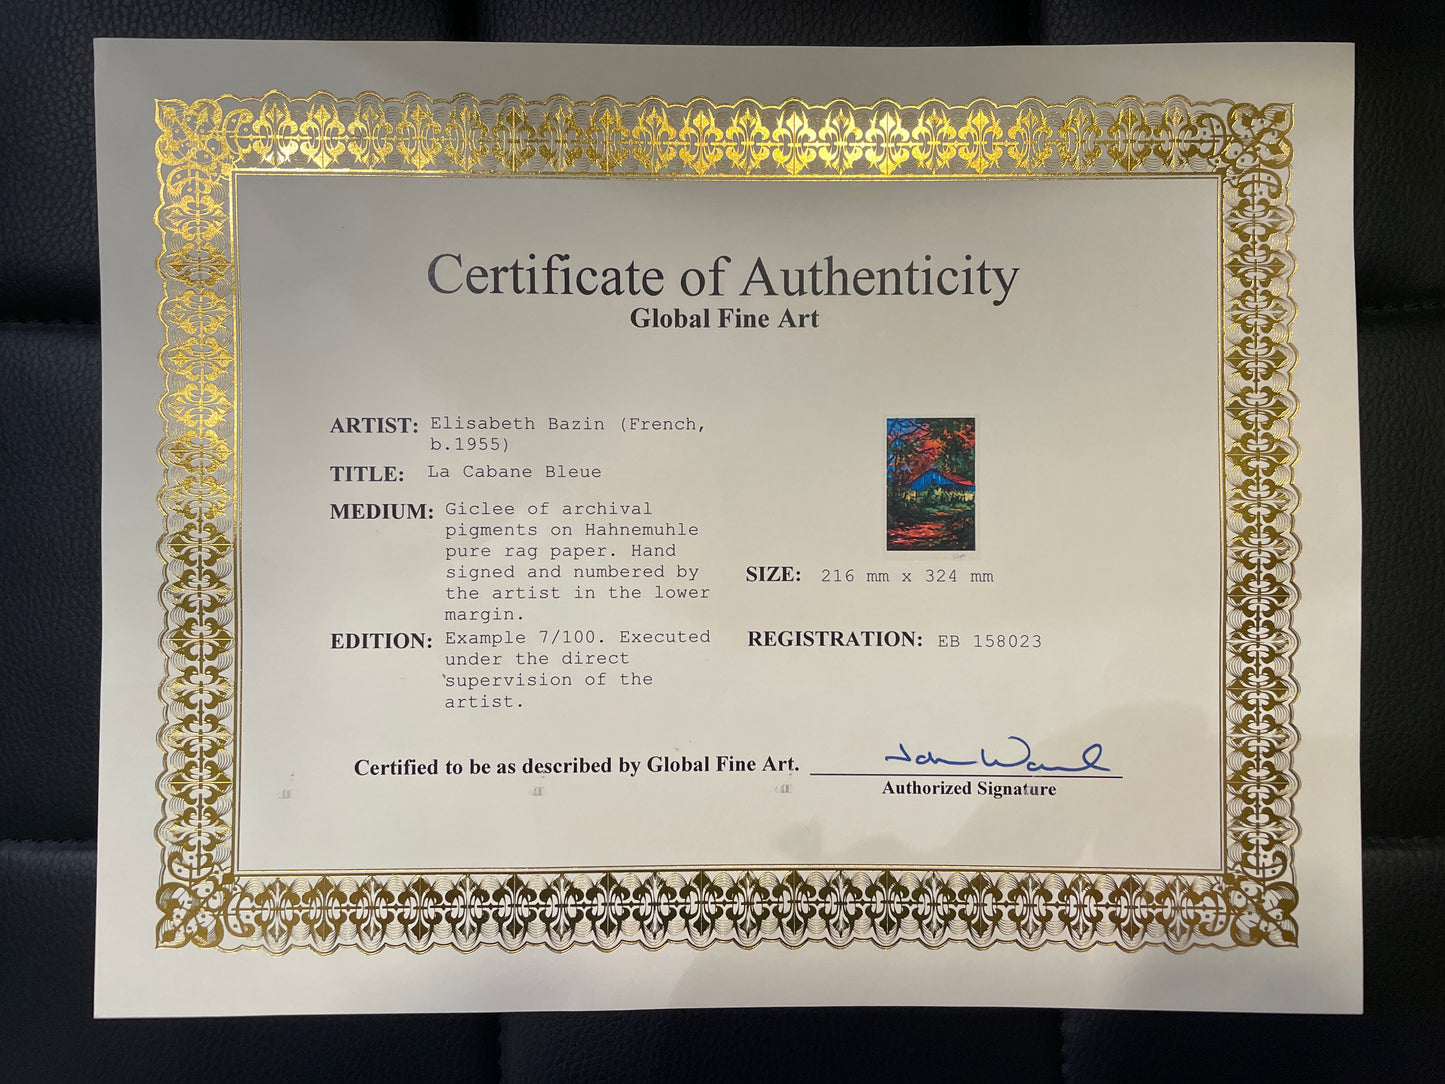 Certificate of Authenticity
Global Fine Art
ARTIST: Elisabeth Bazin (French,
b.1955)
TITLE: La Cabane Bleue
MEDIUM: Giclee of archival
pigments on Hahnemuhle
pure rag paper. Hand
signed and numbered by
the artist in the lower
margin.
EDITION: Example 7/100. Executed
under the direct
supervision of the
artist.
SIZE: 216 mm x 324 mm
REGISTRATION: EB 158023
Certified to be as described by Global Fine Art.
Authorized Signature